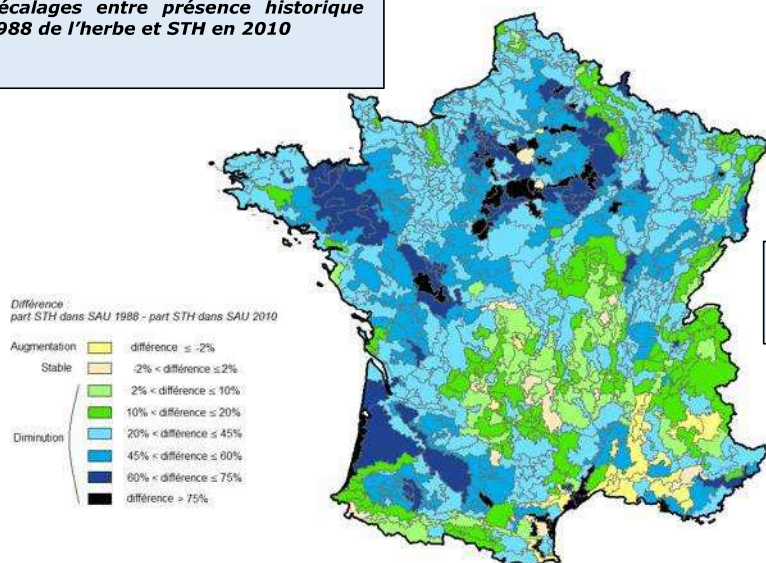 écalages entre présence historique
988 de l’herbe et STH en 2010
Différence :
part STH dans SAU 1988 - part STH dans SAU 2010
Augmentation différence ≤ -2%
Stable -2% < différence ≤2%
2% < différence ≤ 10%
10% < différence ≤ 20%
Diminution
20% < différence ≤ 45%
45% < différence ≤ 60%
60% < différence ≤ 75%
différence > 75%